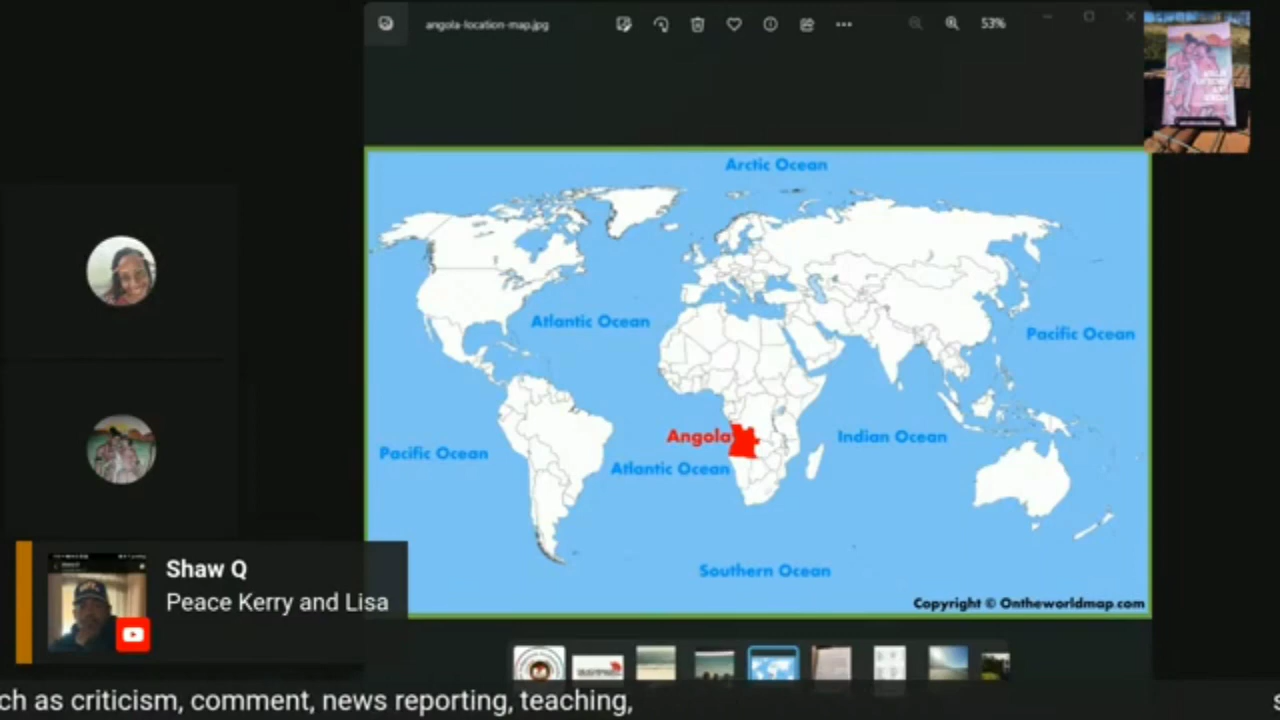 angola-location-map.jpg
53%
Arctic Ocean
Atlantic Ocean
Pacific Ocean
Angola
Indian Ocean
Pacific Ocean
Atlantic Ocean
Southern Ocean
Copyright © Ontheworldmap.com
Shaw Q
Peace Kerry and Lisa
ch as criticism, comment, news reporting, teaching,